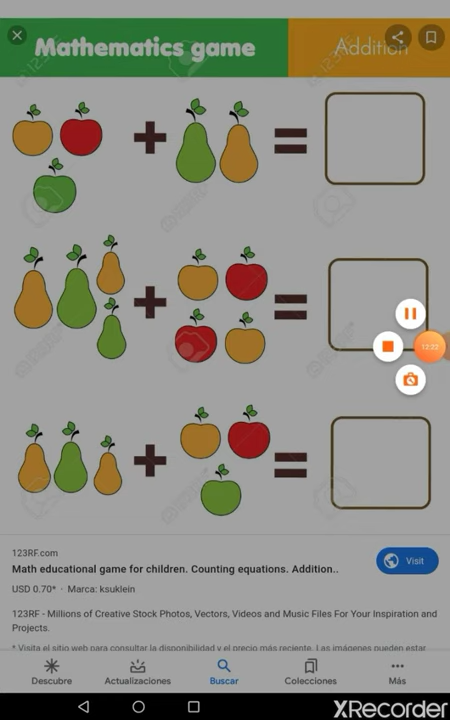 Mathematics game
Addition
+
=
+
=
12:22
+
=
123RF.com
Math educational game for children. Counting equations. Addition..
USD 0.70* · Marca: ksuklein
Visit
123RF - Millions of Creative Stock Photos, Vectors, Videos and Music Files For Your Inspiration and
Projects.
* Visita el sitio web para consultar la disponibilidad y el precio más reciente. Las imágenes pueden estar
Descubre
Actualizaciones
Buscar
Colecciones
Más
XRecorder